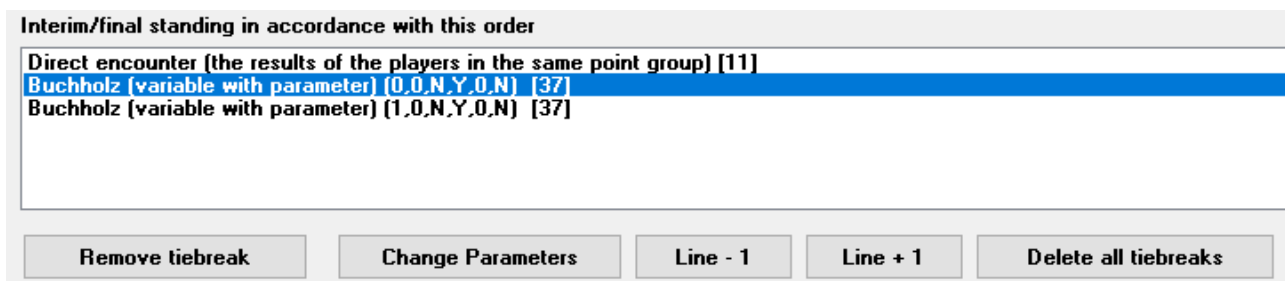 Interim/final standing in accordance with this order
Direct encounter (the results of the players in the same point group) [11]
Buchholz (variable with parameter) (0,0,N,Y,0,N) [37]
Buchholz (variable with parameter) (1,0,N,Y,0,N) [37]
Remove tiebreak Change Parameters Line - 1 Line + 1 Delete all tiebreaks